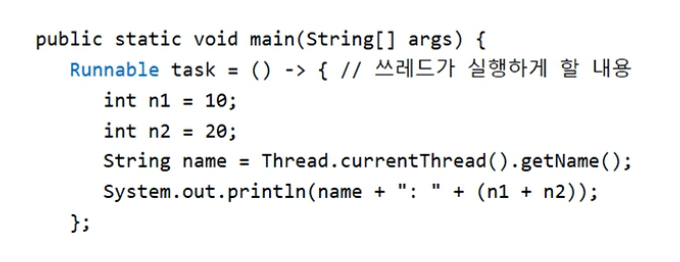 public static void main(String[] args) {
Runnable task = () -> { // 쓰레드가 실행하게 할 내용
int n1 = 10;
int n2 = 20;
String name = Thread.currentThread().getName();
System.out.println(name + ": " + (n1 + n2));
};